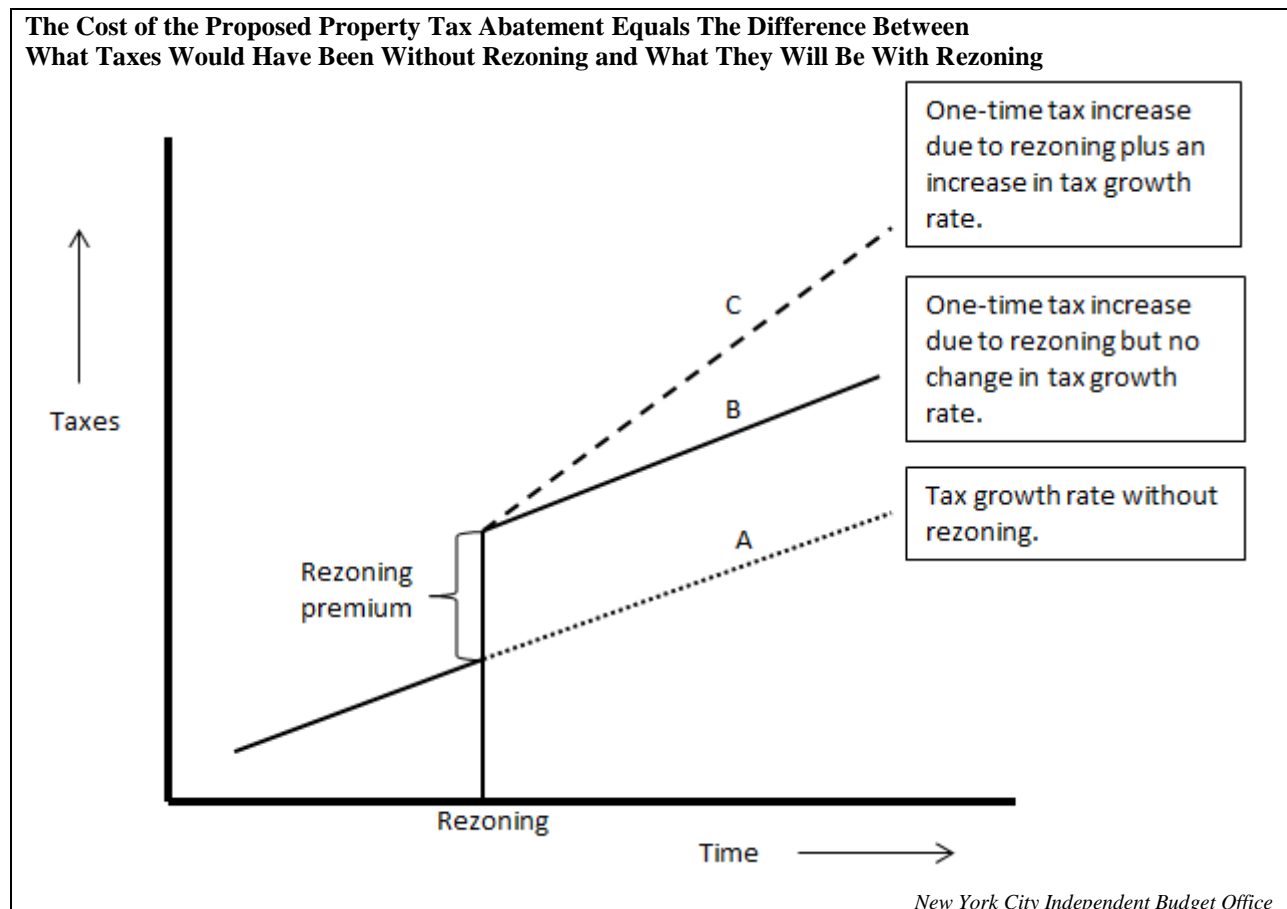 The Cost of the Proposed Property Tax Abatement Equals The Difference Between
What Taxes Would Have Been Without Rezoning and What They Will Be With Rezoning
One-time tax increase
due to rezoning plus an
increase in tax growth
rate.
C
One-time tax increase
due to rezoning but no
change in tax growth
rate.
Taxes
B
Tax growth rate without
rezoning.
A
Rezoning
premium
Rezoning
Time
New York City Independent Budget Office